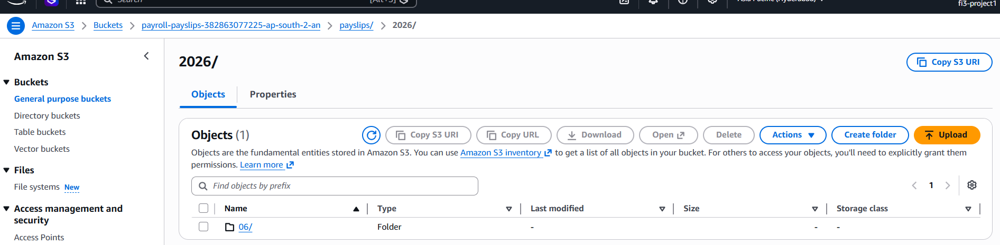 Search [Alt+S]
Asia Pacific (Hyderabad)
fi3-project1
Amazon S3 > Buckets > payroll-payslips-382863077225-ap-south-2-an > payslips/ > 2026/
Amazon S3
Buckets
General purpose buckets
Directory buckets
Table buckets
Vector buckets
Files
File systems New
Access management and
security
Access Points
2026/
Copy S3 URI
Objects Properties
Objects (1)
Copy S3 URI Copy URL Download Open Delete Actions Create folder Upload
Objects are the fundamental entities stored in Amazon S3. You can use Amazon S3 inventory to get a list of all objects in your bucket. For others to access your objects, you'll need to explicitly grant them
permissions. Learn more
Find objects by prefix
1
Name Type Last modified Size Storage class
06/ Folder - - -